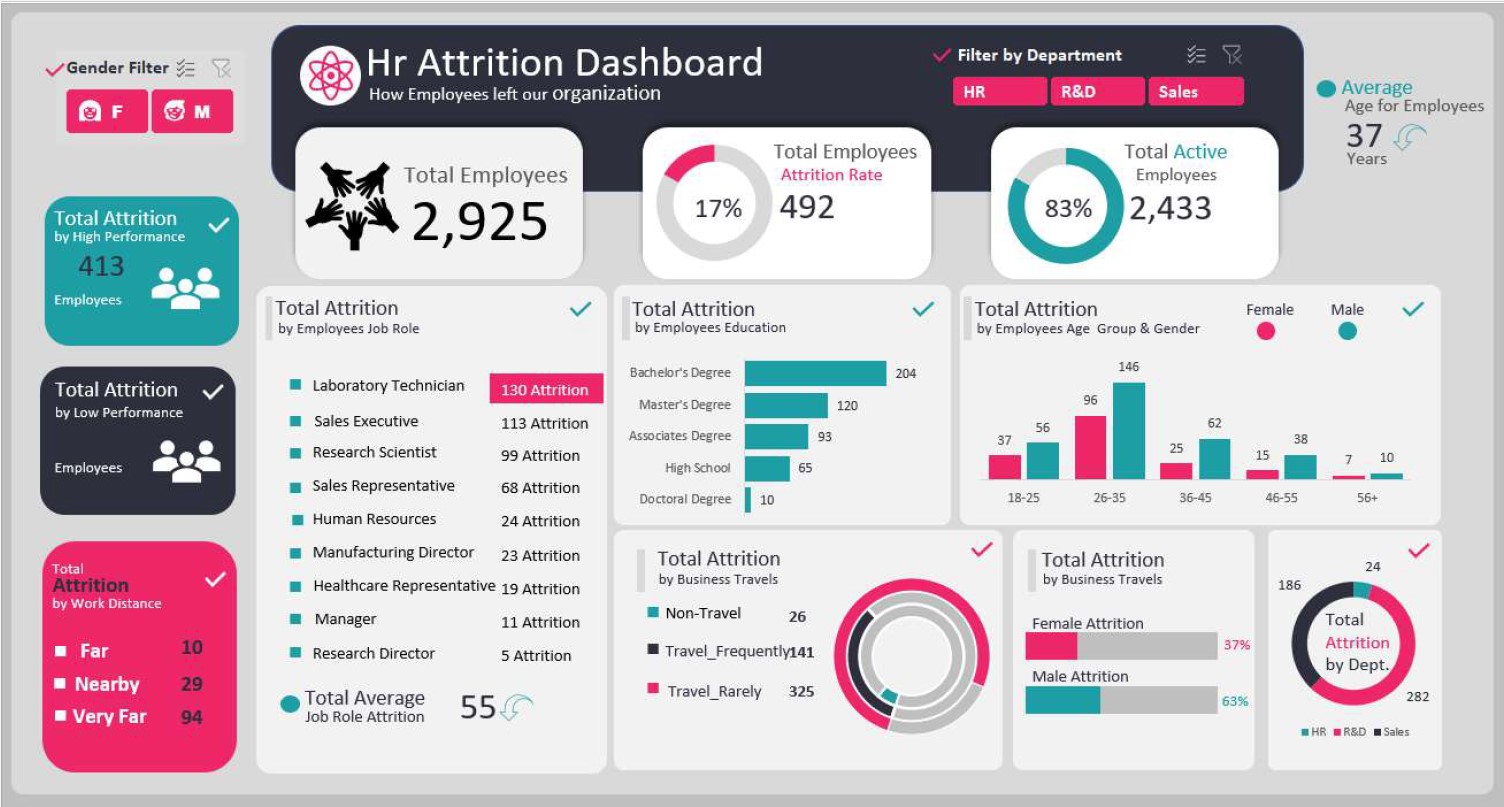 Gender Filter
F
M
Hr Attrition Dashboard
How Employees left our organization
Filter by Department
HR
R&D
Sales
Average
Age for Employees
37
Years
Total Employees
2,925
Total Employees
Attrition Rate
17%
492
Total Active
Employees
83%
2,433
Total Attrition
by High Performance
413
Employees
Total Attrition
by Low Performance
Employees
Total
Attrition
by Work Distance
Far 10
Nearby 29
Very Far 94
Total Attrition
by Employees Job Role
Laboratory Technician 130 Attrition
Sales Executive 113 Attrition
Research Scientist 99 Attrition
Sales Representative 68 Attrition
Human Resources 24 Attrition
Manufacturing Director 23 Attrition
Healthcare Representative 19 Attrition
Manager 11 Attrition
Research Director 5 Attrition
Total Average
Job Role Attrition
55
Total Attrition
by Employees Education
Bachelor's Degree 204
Master's Degree 120
Associates Degree 93
High School 65
Doctoral Degree 10
Total Attrition
by Employees Age Group & Gender
Female
Male
37 56 96 146 25 62 15 38 7 10
18-25 26-35 36-45 46-55 56+
Total Attrition
by Business Travels
Non-Travel 26
Travel_Frequently 141
Travel_Rarely 325
Total Attrition
by Business Travels
Female Attrition
37%
Male Attrition
63%
24
186
Total
Attrition
by Dept.
282
HR R&D Sales